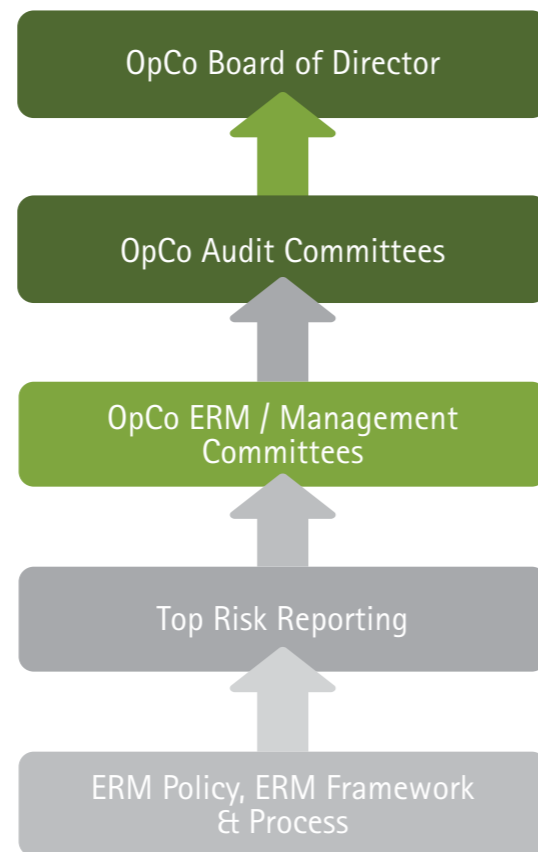 OpCo Board of Director
OpCo Audit Committees
OpCo ERM / Management
Committees
Top Risk Reporting
ERM Policy, ERM Framework
& Process